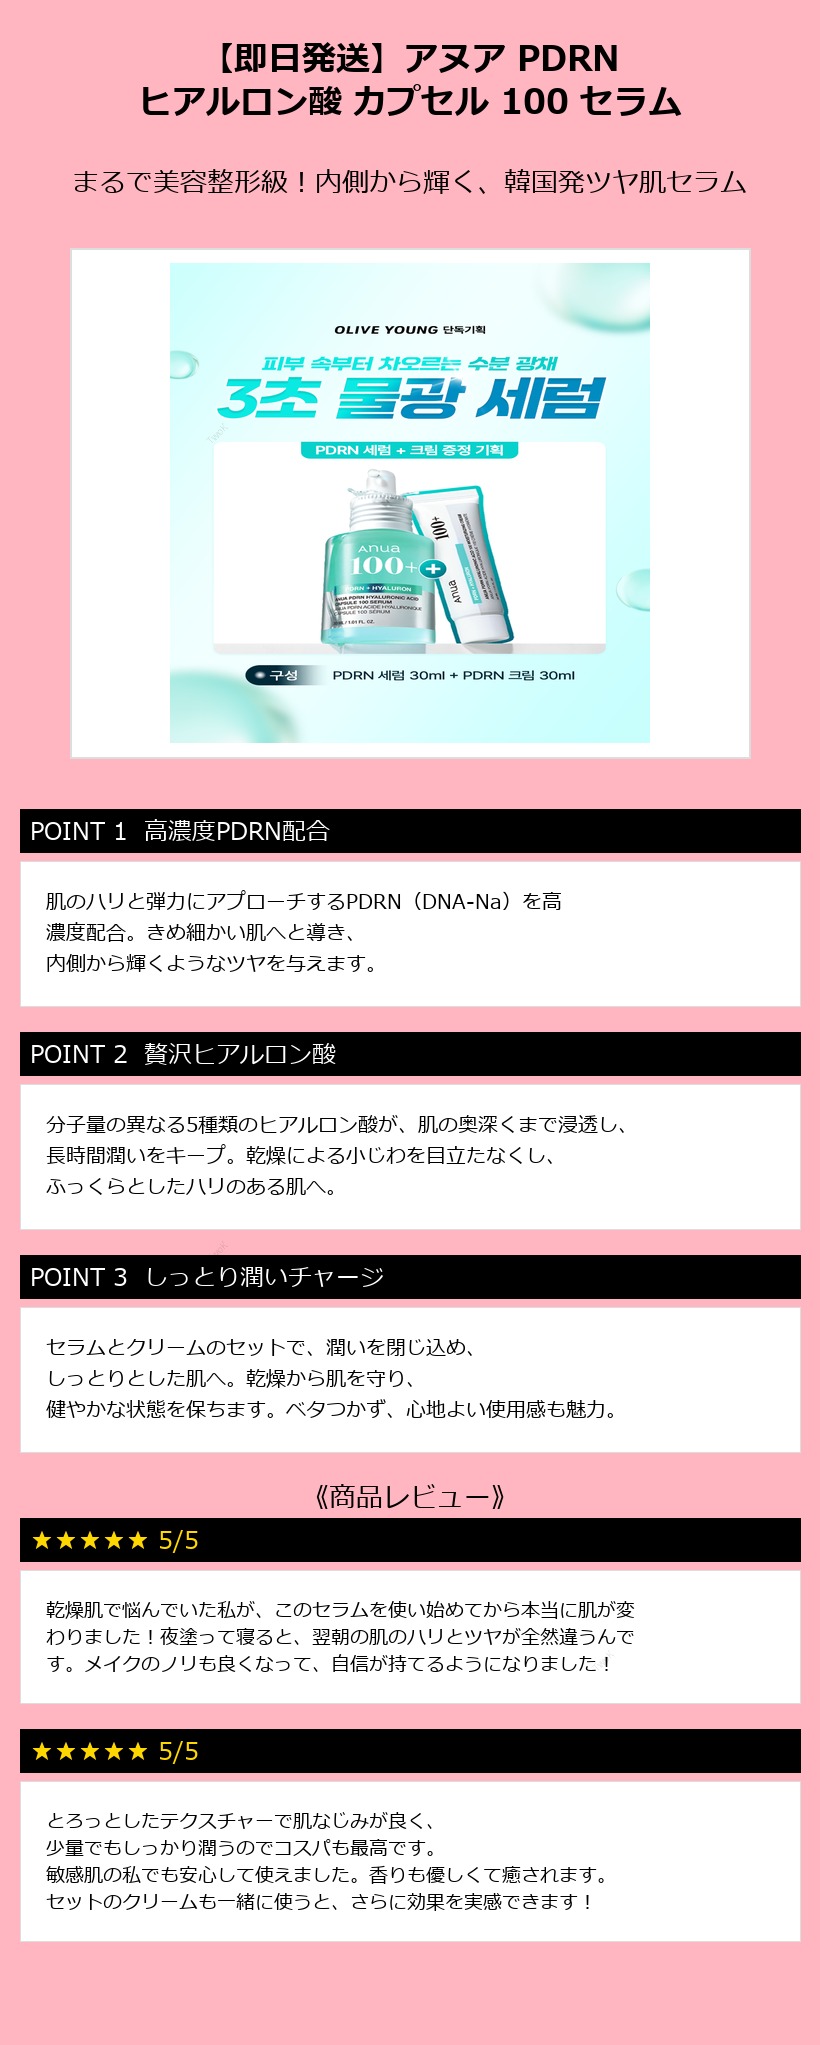 【即日発送】アヌア PDRN
ヒアルロン酸 カプセル 100 セラム
まるで美容整形級！内側から輝く、韓国発ツヤ肌セラム
OLIVE YOUNG 단독기획
피부 속부터 차오르는 수분 광채
3초 물광 세럼
PDRN 세럼 + 크림 증정 기획
Anua
100+
PDRN + HYALURON
ANUA PDRN HYALURONIC ACID
CAPSULE 100 SERUM
ANUA PDRN ACIDE HYALURONIQUE
CAPSULE 100 SÉRUM
/ 1.01 FL. OZ.
+
100+
Anua
구성 PDRN 세럼 30ml + PDRN 크림 30ml
POINT 1 高濃度PDRN配合
肌のハリと弾力にアプローチするPDRN（DNA-Na）を高
濃度配合。きめ細かい肌へと導き、
内側から輝くようなツヤを与えます。
POINT 2 贅沢ヒアルロン酸
分子量の異なる5種類のヒアルロン酸が、肌の奥深くまで浸透し、
長時間潤いをキープ。乾燥による小じわを目立たなくし、
ふっくらとしたハリのある肌へ。
POINT 3 しっとり潤いチャージ
セラムとクリームのセットで、潤いを閉じ込め、
しっとりとした肌へ。乾燥から肌を守り、
健やかな状態を保ちます。ベタつかず、心地よい使用感も魅力。
《商品レビュー》
★★★★★ 5/5
乾燥肌で悩んでいた私が、このセラムを使い始めてから本当に肌が変
わりました！夜塗って寝ると、翌朝の肌のハリとツヤが全然違うんで
す。メイクのノリも良くなって、自信が持てるようになりました！
★★★★★ 5/5
とろっとしたテクスチャーで肌なじみが良く、
少量でもしっかり潤うのでコスパも最高です。
敏感肌の私でも安心して使えました。香りも優しくて癒されます。
セットのクリームも一緒に使うと、さらに効果を実感できます！